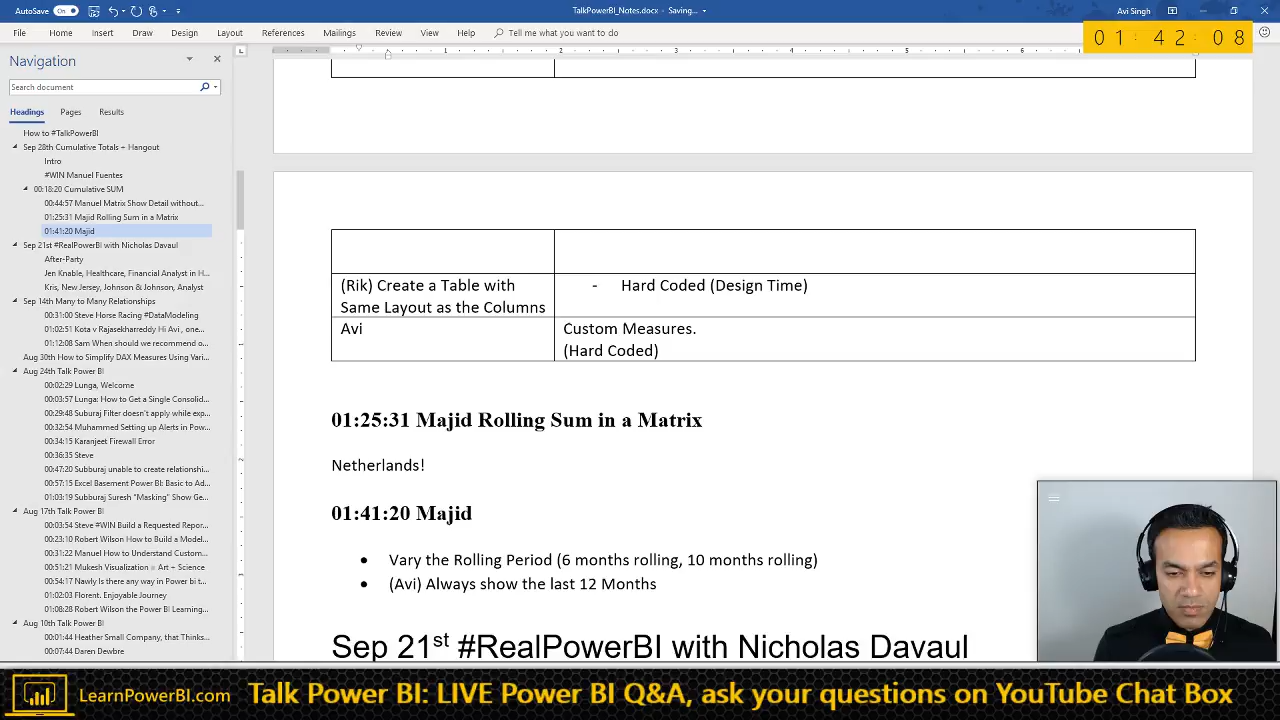 AutoSave On
TalkPowerBI_Notes.docx - Saving...
Avi Singh
File Home Insert Draw Design Layout References Mailings Review View Help Tell me what you want to do
01:42:08
Navigation
Search document
Headings Pages Results
How to #TalkPowerBI
Sep 28th Cumulative Totals + Hangout
Intro
#WIN Manuel Fuentes
00:18:20 Cumulative SUM
00:44:57 Manuel Matrix Show Detail without...
01:25:31 Majid Rolling Sum in a Matrix
01:41:20 Majid
Sep 21st #RealPowerBI with Nicholas Davaul
After-Party
Jen Knable, Healthcare, Financial Analyst in H...
Kris, New Jersey, Johnson & Johnson, Analyst
Sep 14th Many to Many Relationships
00:31:00 Steve Horse Racing #DataModeling
01:02:51 Kota v Rajasekharreddy Hi Avi , one...
01:12:08 Sam When should we recommend o...
Aug 30th How to Simplify DAX Measures Using Vari...
Aug 24th Talk Power BI
00:02:29 Lunga, Welcome
00:03:57 Lunga: How to Get a Single Consolid...
00:29:48 Suburaj Filter doesn't apply while exp...
00:32:54 Muhammed Setting up Alerts in Pow...
00:34:15 Karanjeet Firewall Error
00:36:35 Steve
00:47:20 Subburaj unable to create relationshi...
00:57:15 Excel Basement Power BI: Basic to Ad...
01:03:19 Subburaj Suresh "Masking" Show Ge...
Aug 17th Talk Power BI
00:03:54 Steve #WIN Build a Requested Repor...
00:23:10 Robert Wilson How to Build a Model...
00:31:22 Manuel How to Understand Custom...
00:51:21 Mukesh Visualization = Art + Science
00:54:17 Nawly Is there any way in Power bi t...
01:02:03 Florent. Enjoyable Journey
01:08:28 Robert Wilson the Power BI Learning...
Aug 10th Talk Power BI
00:01:44 Heather Small Company, that Thinks...
00:07:44 Daren Dewbre
1 2 3 4 5 6
(Rik) Create a Table with
Same Layout as the Columns
- Hard Coded (Design Time)
Avi
Custom Measures.
(Hard Coded)
01:25:31 Majid Rolling Sum in a Matrix
Netherlands!
01:41:20 Majid
• Vary the Rolling Period (6 months rolling, 10 months rolling)
• (Avi) Always show the last 12 Months
Sep 21st #RealPowerBI with Nicholas Davaul
LearnPowerBI.com
Talk Power BI: LIVE Power BI Q&A, ask your questions on YouTube Chat Box